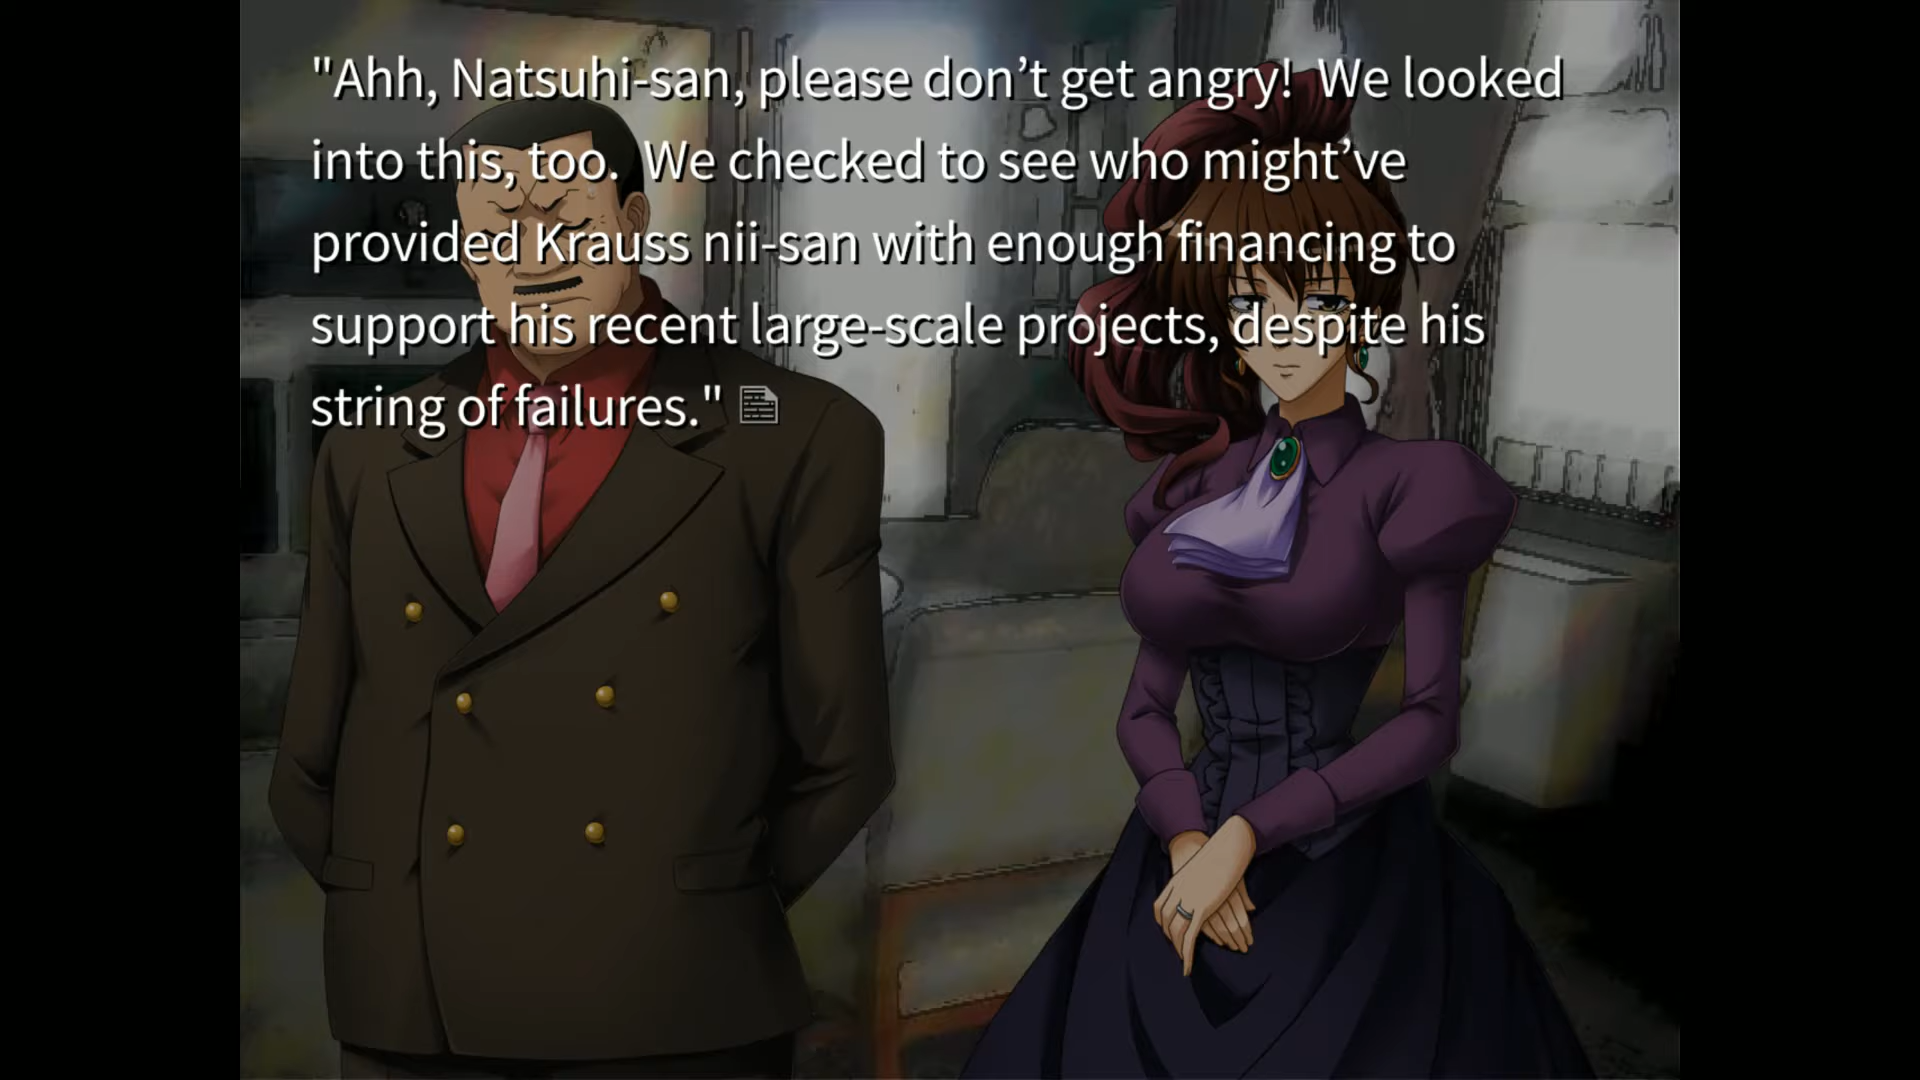 "Ahh, Natsuhi-san, please don’t get angry!  We looked
into this, too.  We checked to see who might’ve
provided Krauss nii-san with enough financing to
support his recent large-scale projects, despite his
string of failures."